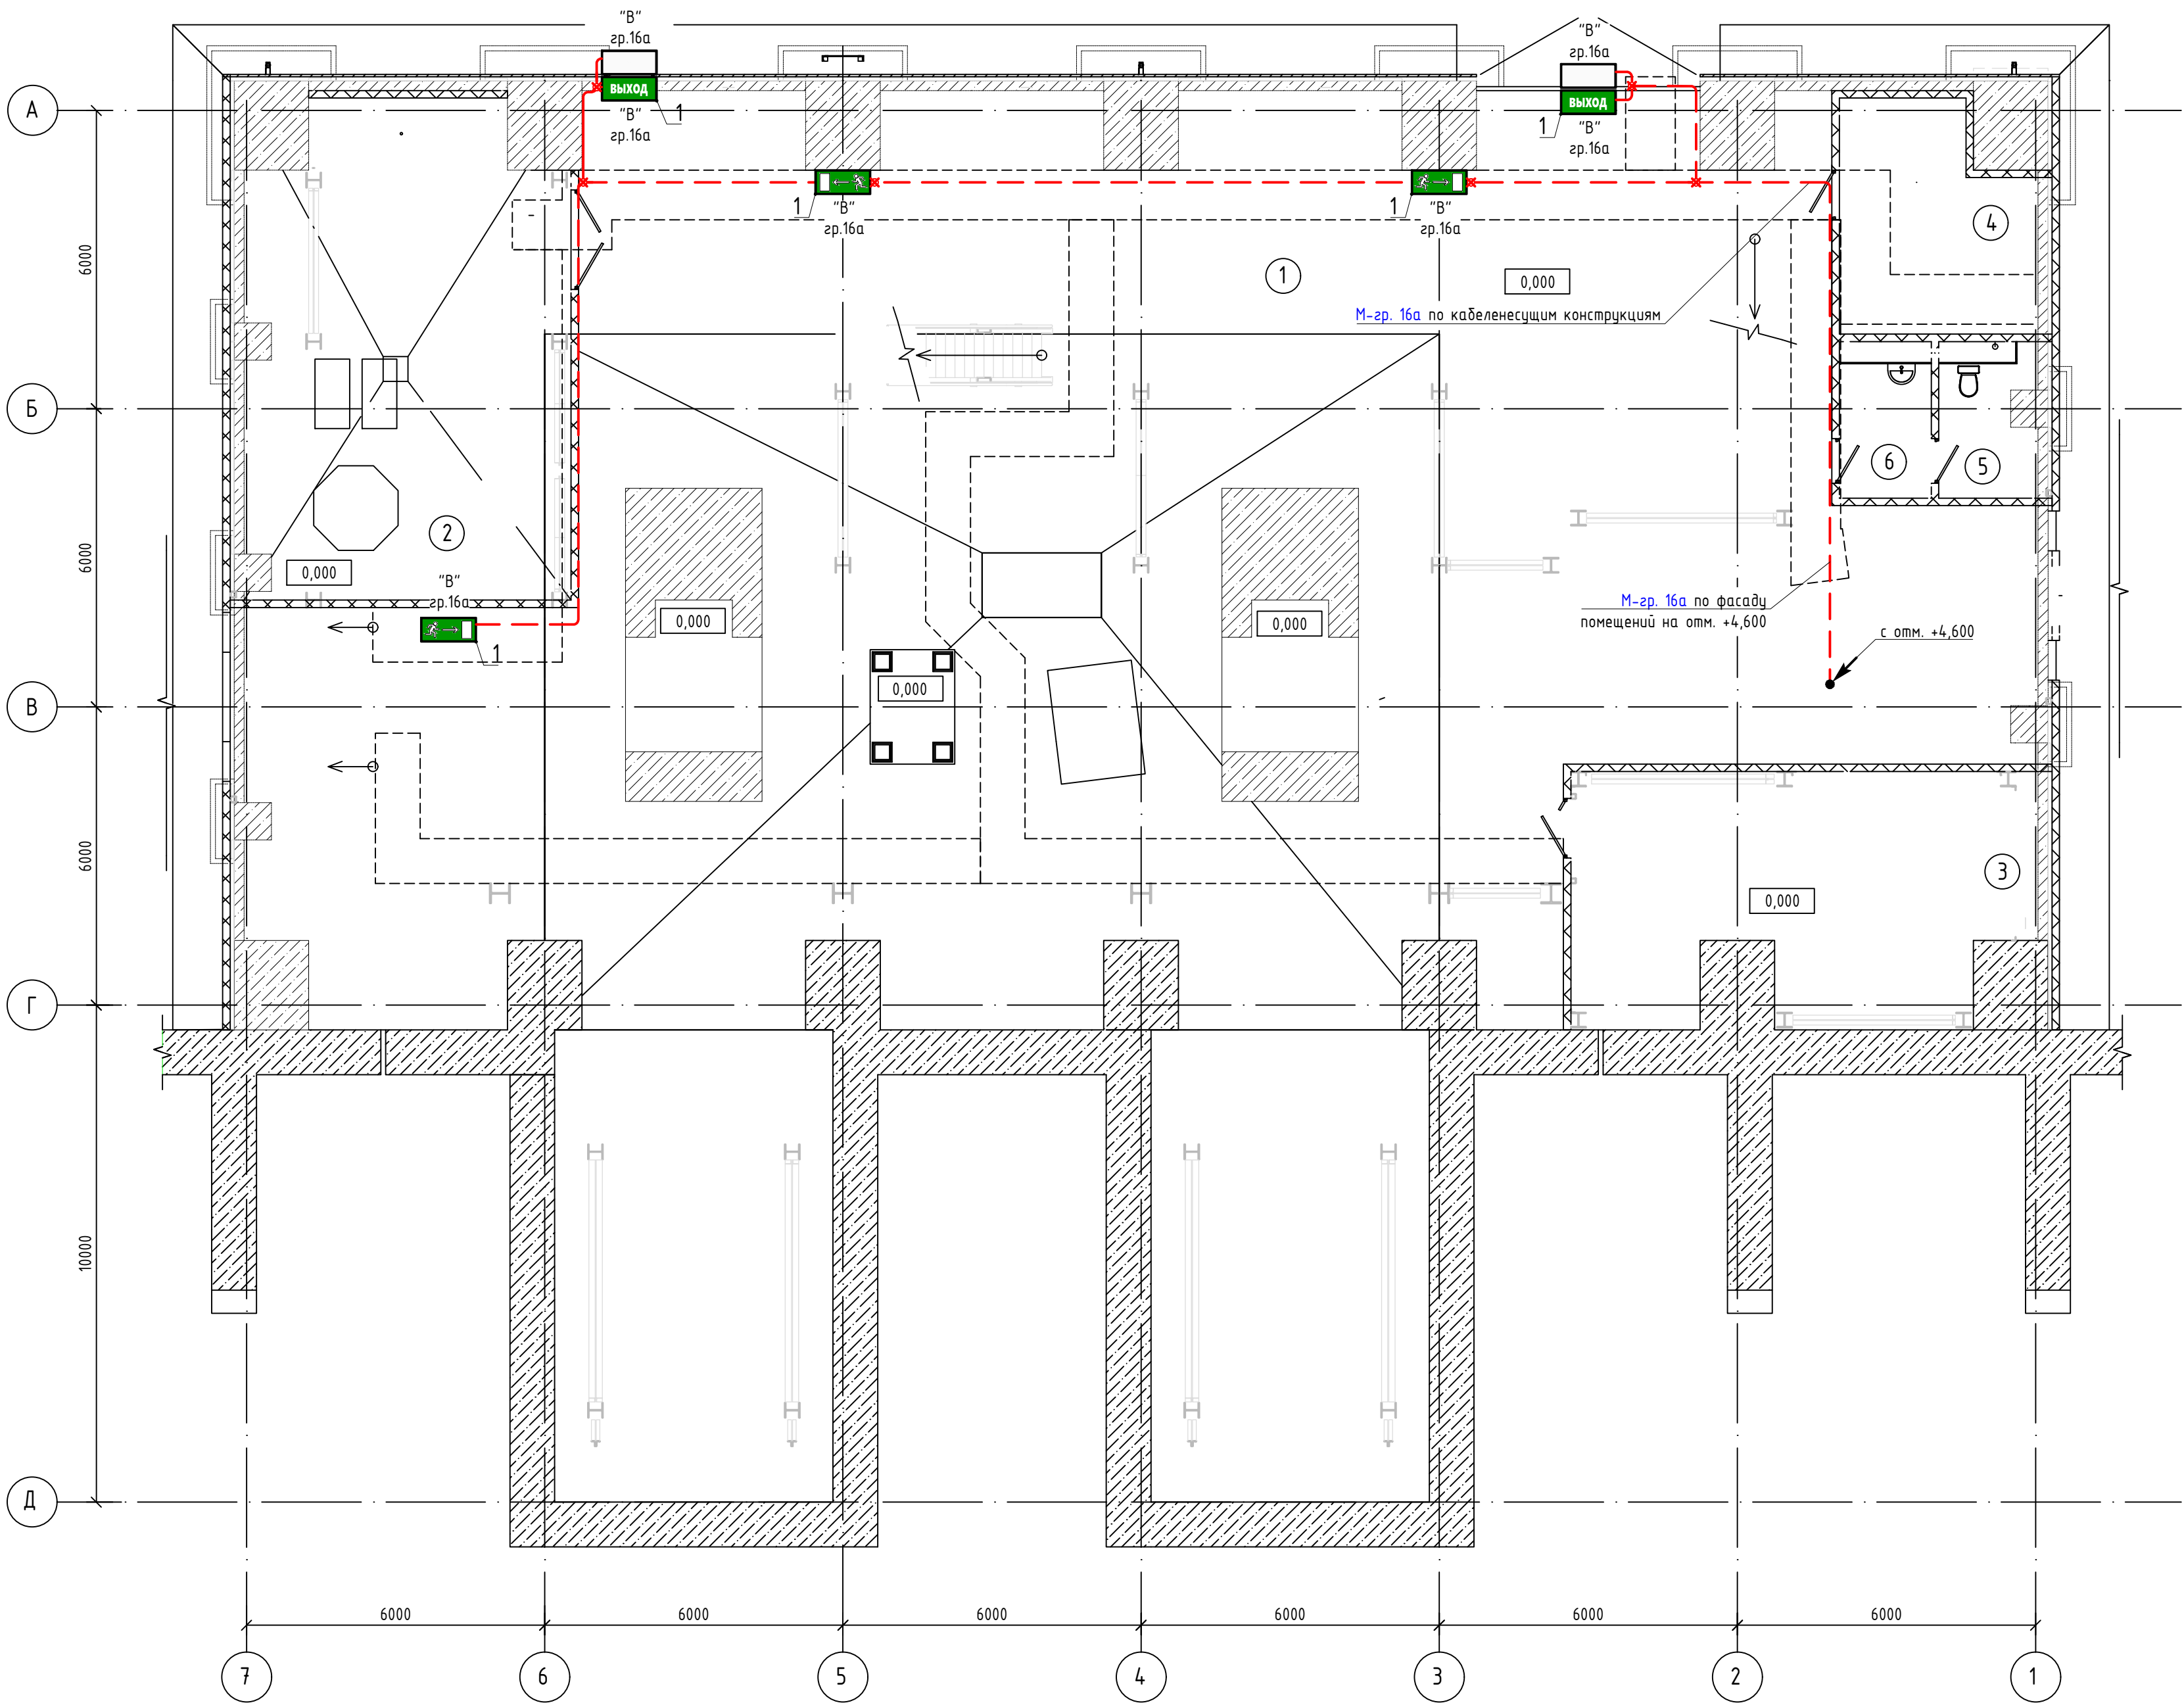 "В"
гр.16а
"В"
гр.16а
ВЫХОД
1
"В"
гр.16а
ВЫХОД
1
"В"
гр.16а
А
1
"В"
гр.16а
1
"В"
гр.16а
4
1
0,000
6000
М-гр. 16а по кабеленесущим конструкциям
Б
6
5
2
0,000
6000
"В"
гр.16а
1
0,000
0,000
М-гр. 16а по фасаду
помещений на отм. +4,600
с отм. +4,600
0,000
В
6000
3
0,000
Г
10000
Д
6000
6000
6000
6000
6000
6000
7
6
5
4
3
2
1